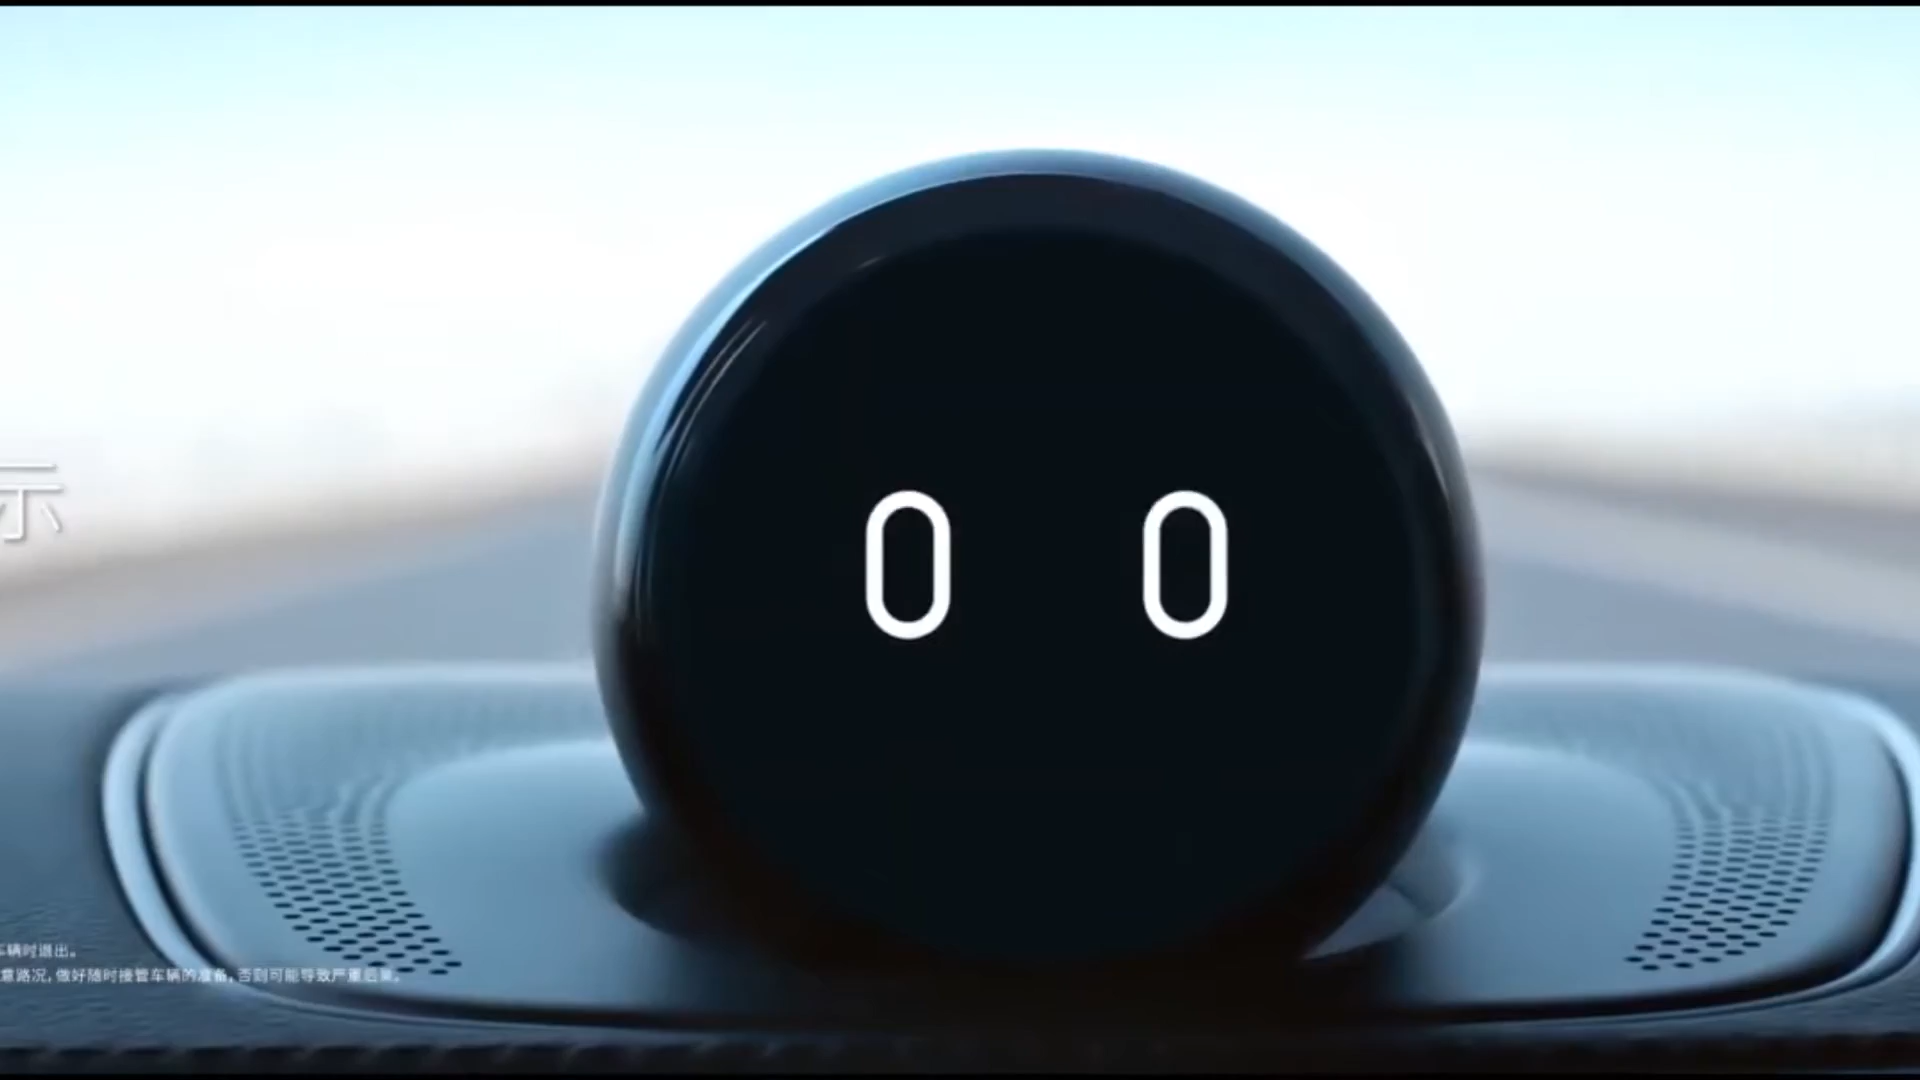 示
车辆时退出。
意路况，做好随时接管车辆的准备，否则可能导致严重后果。